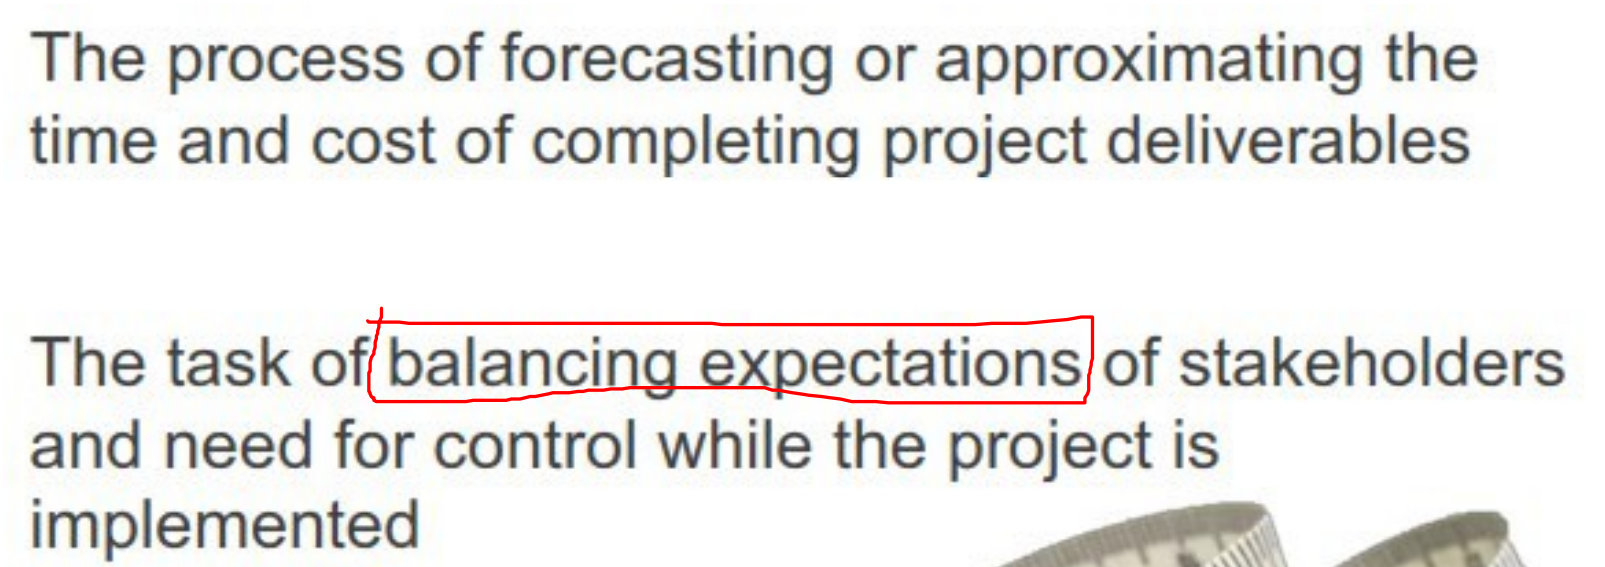 The process of forecasting or approximating the
time and cost of completing project deliverables
The task of balancing expectations of stakeholders
and need for control while the project is
implemented